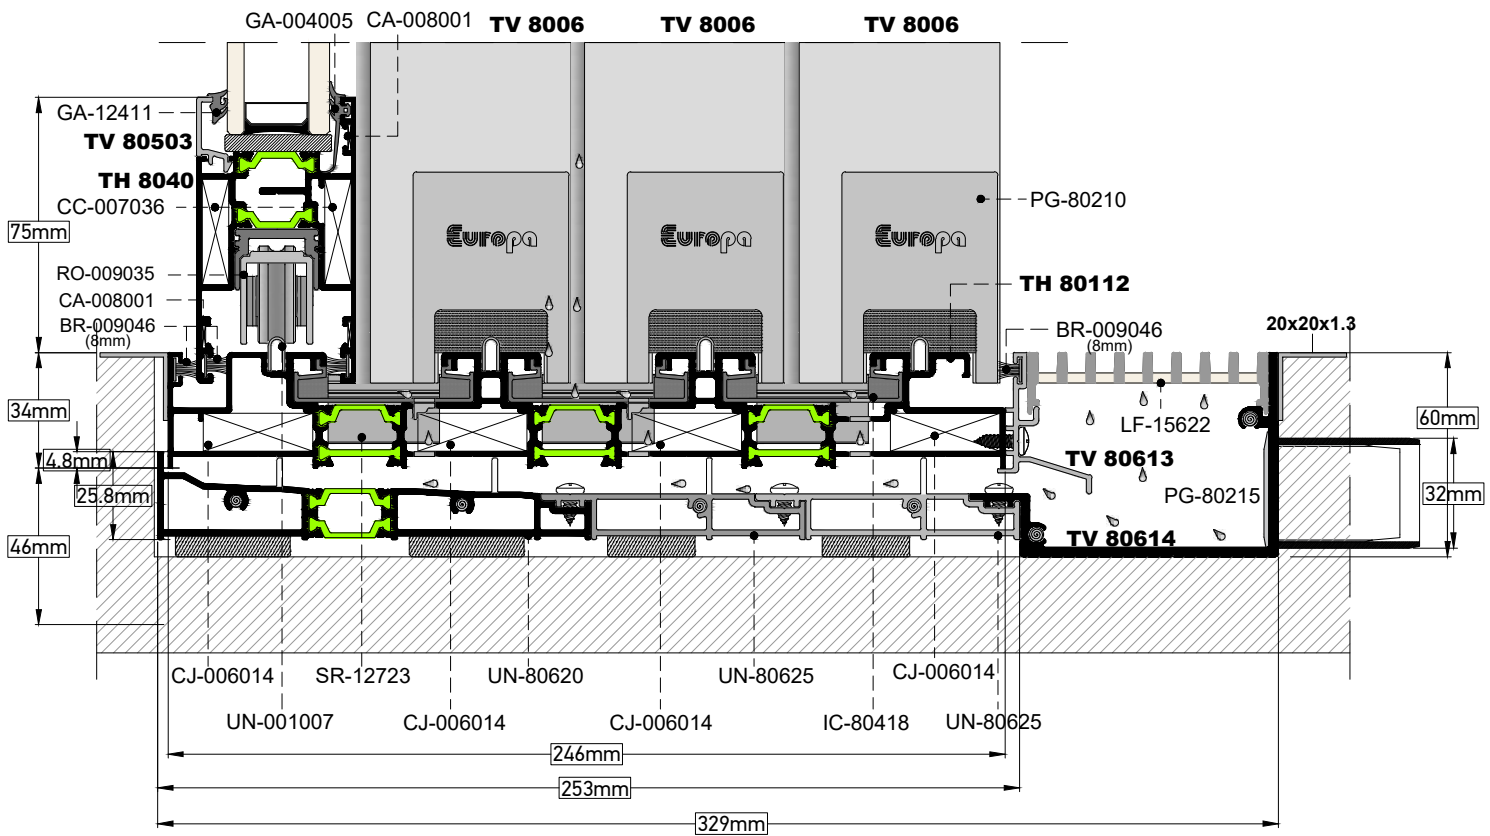 GA-004005 CA-008001 TV 8006 TV 8006 TV 8006
GA-12411
TV 80503
TH 8040
CC-007036
75mm
RO-009035
CA-008001
BR-009046
(8mm)
Europa Europa Europa
PG-80210
TH 80112
BR-009046
(8mm)
20x20x1.3
34mm
4.8mm
25.8mm
46mm
LF-15622
TV 80613
PG-80215
TV 80614
60mm
32mm
CJ-006014 SR-12723 UN-80620 UN-80625 CJ-006014
UN-001007 CJ-006014 CJ-006014 IC-80418 UN-80625
246mm
253mm
329mm